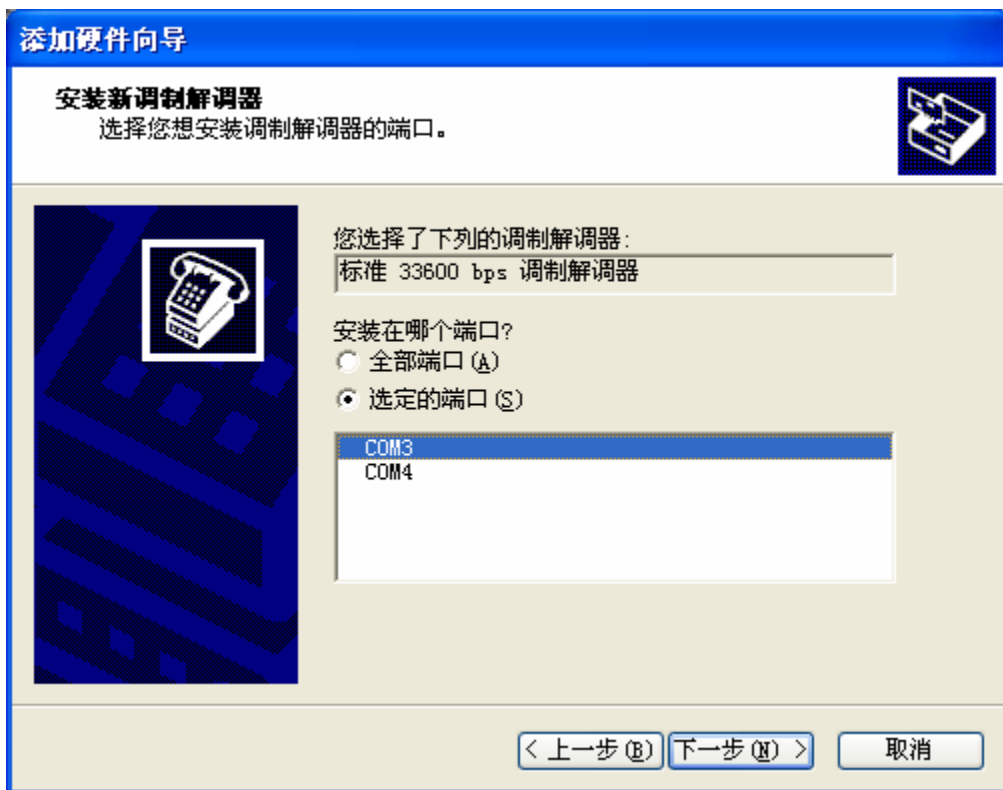 添加硬件向导
安装新调制解调器
选择您想安装调制解调器的端口。
您选择了下列的调制解调器:
标准 33600 bps 调制解调器
安装在哪个端口?
全部端口(A)
选定的端口(S)
COM3
COM4
< 上一步(B) 下一步(N) > 取消